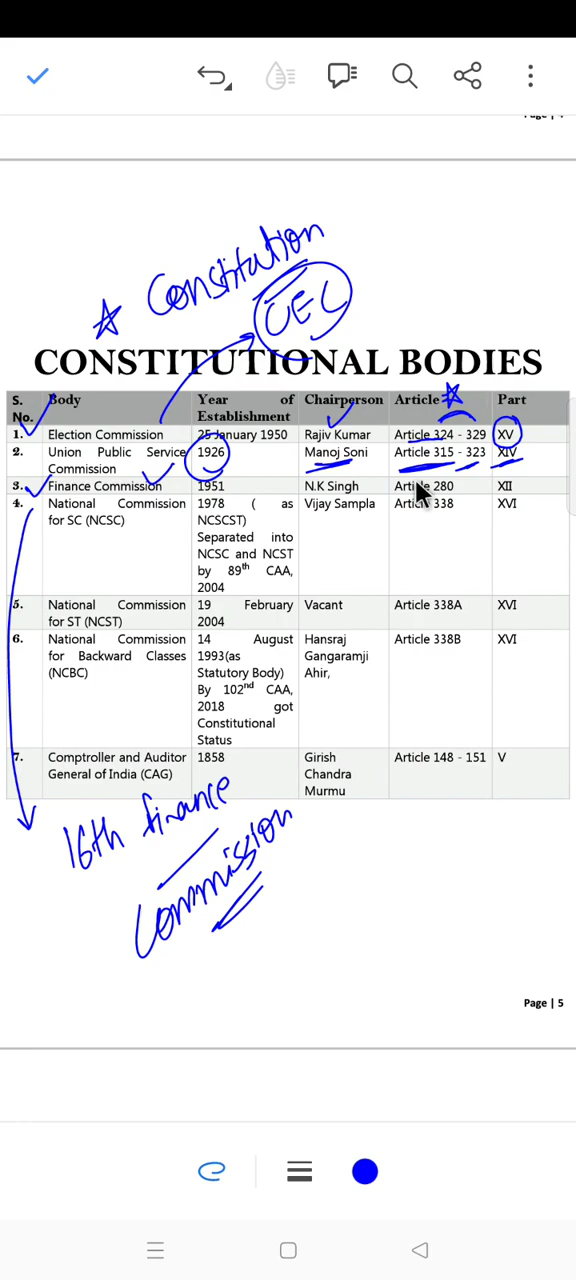 * Constitution
CEC
CONSTITUTIONAL BODIES
S. No. Body Year of Establishment Chairperson Article Part
1. Election Commission 25 January 1950 Rajiv Kumar Article 324 - 329 XV
2. Union Public Service Commission 1926 Manoj Soni Article 315 - 323 XIV
3. Finance Commission 1951 N.K Singh Article 280 XII
4. National Commission for SC (NCSC) 1978 ( as NCSCST) Separated into NCSC and NCST by 89th CAA, 2004 Vijay Sampla Article 338 XVI
5. National Commission for ST (NCST) 19 February 2004 Vacant Article 338A XVI
6. National Commission for Backward Classes (NCBC) 14 August 1993(as Statutory Body) By 102nd CAA, 2018 got Constitutional Status Hansraj Gangaramji Ahir, Article 338B XVI
7. Comptroller and Auditor General of India (CAG) 1858 Girish Chandra Murmu Article 148 - 151 V
16th finance
Commission
Page | 5